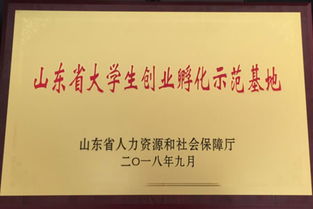 山东省大学生创业孵化示范基地
山东省人力资源和社会保障厅
二〇一八年九月